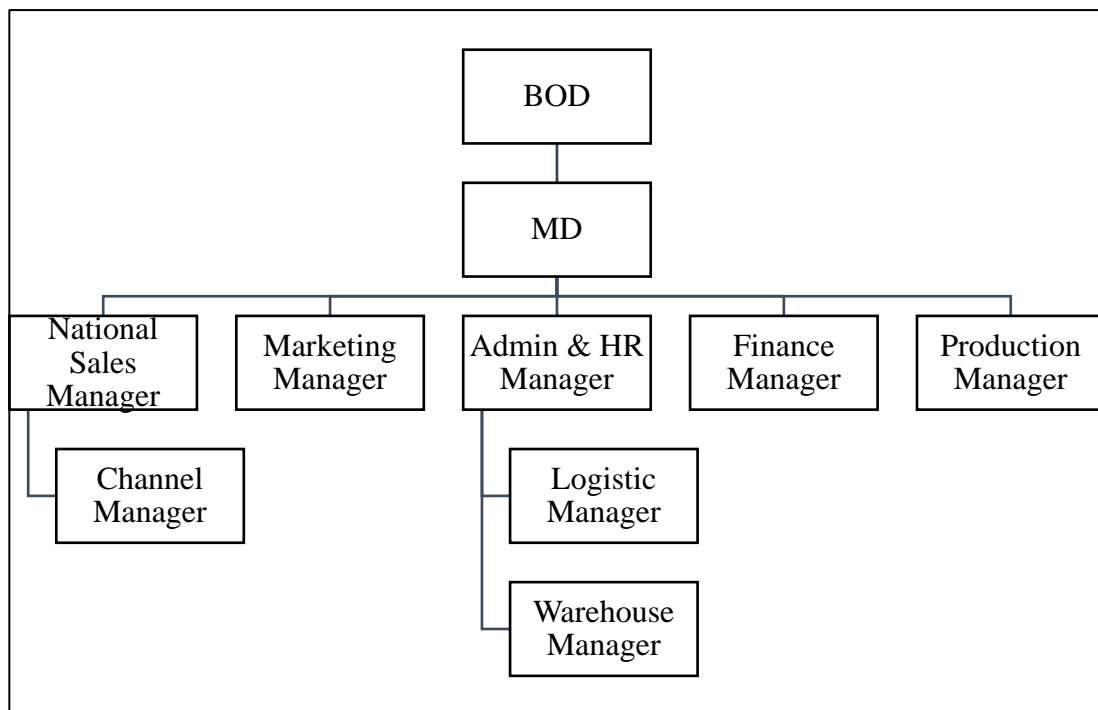 BOD
MD
National
Sales
Manager
Marketing
Manager
Admin & HR
Manager
Finance
Manager
Production
Manager
Channel
Manager
Logistic
Manager
Warehouse
Manager